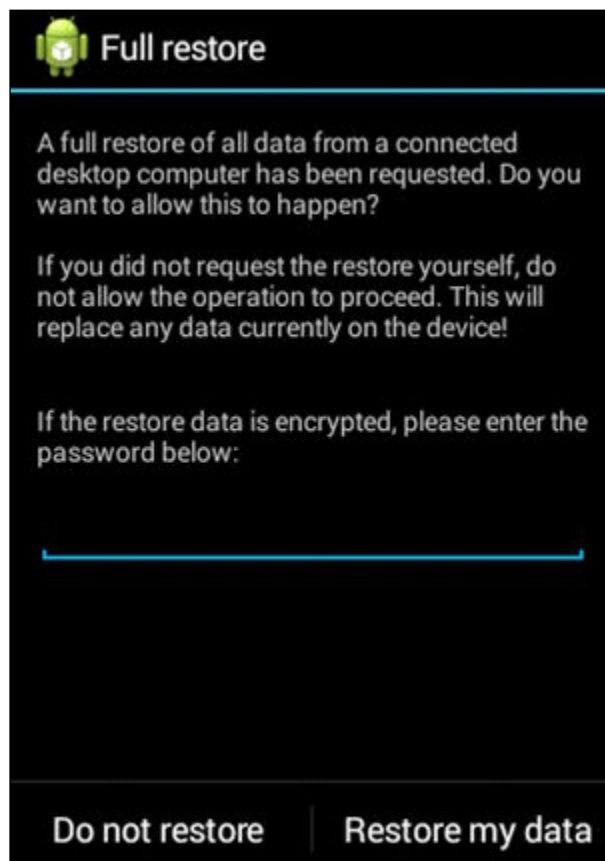 Full restore
A full restore of all data from a connected
desktop computer has been requested. Do you
want to allow this to happen?
If you did not request the restore yourself, do
not allow the operation to proceed. This will
replace any data currently on the device!
If the restore data is encrypted, please enter the
password below:
Do not restore
Restore my data